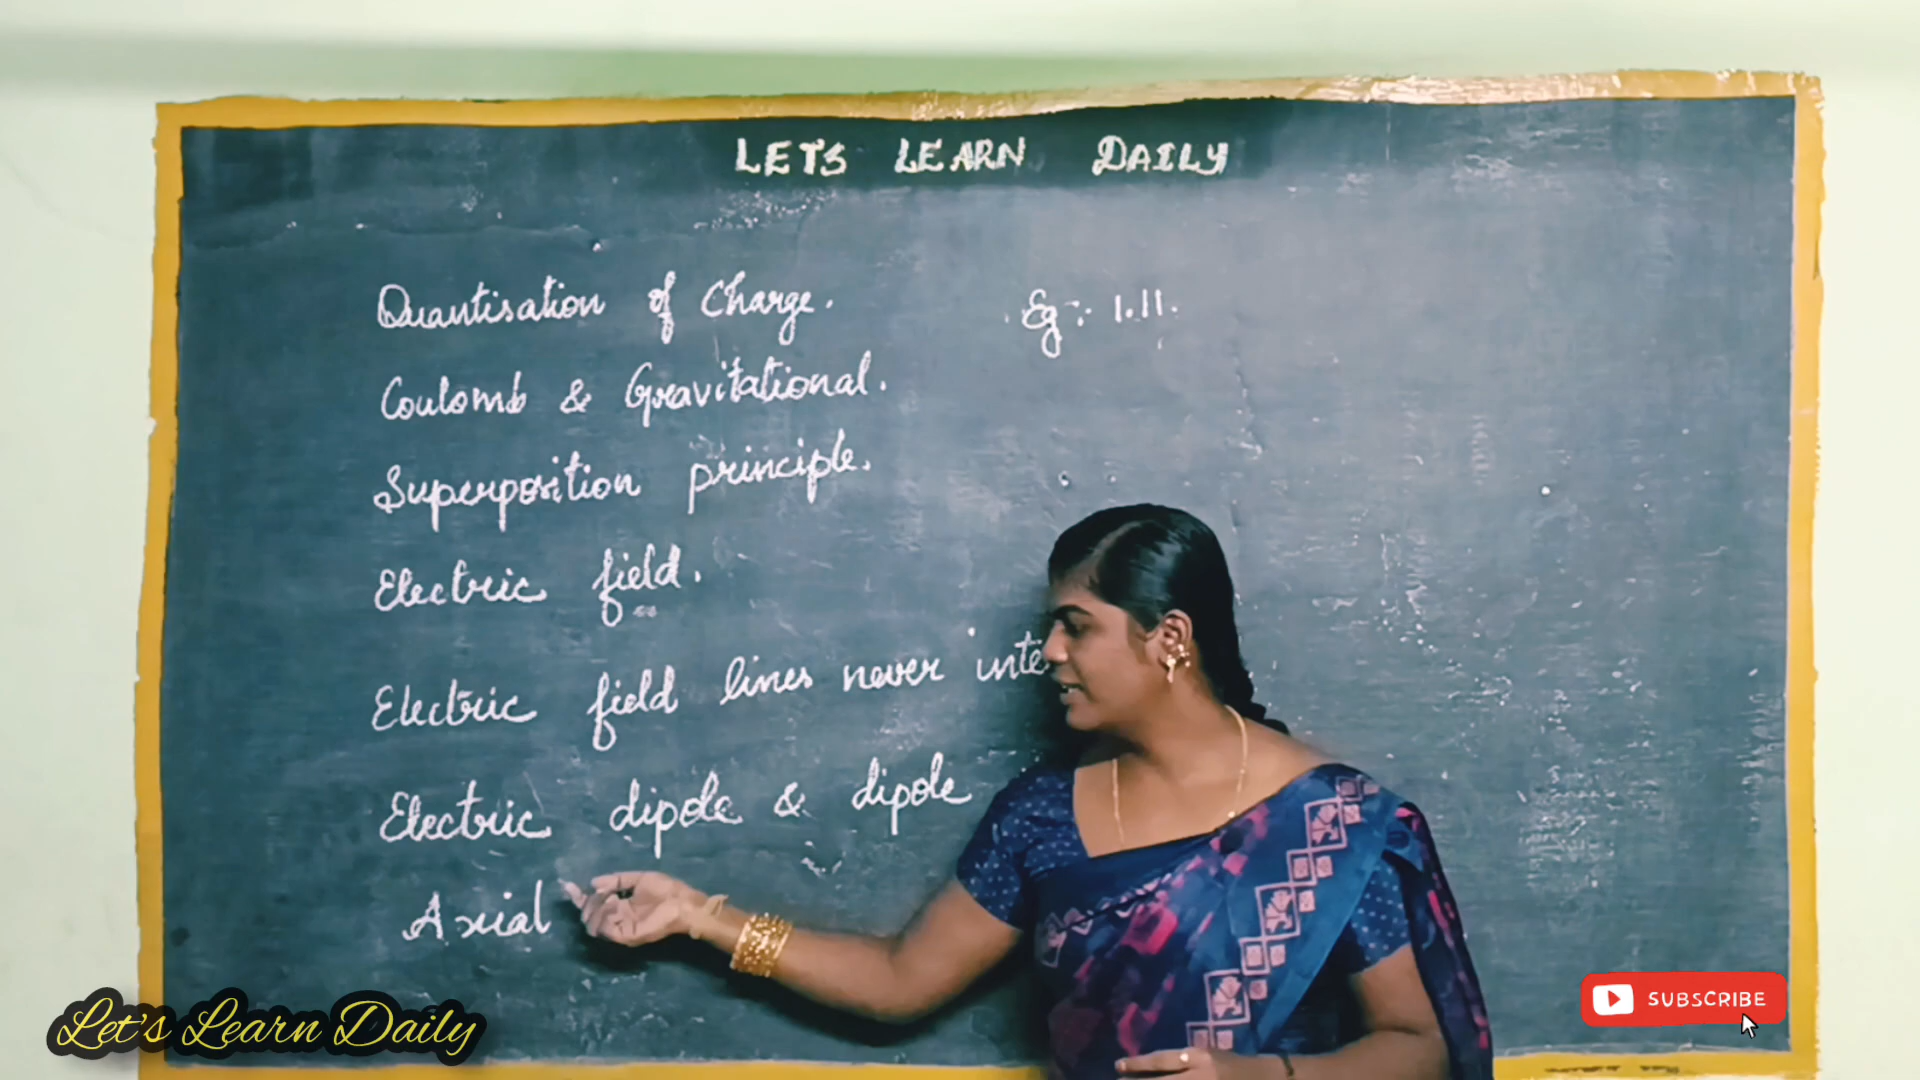 LETS LEARN DAILY
Quantisation of Charge.
Eg:- 1.11.
Coulomb & Gravitational.
Superposition principle.
Electric field.
Electric field lines never inte
Electric dipole & dipole
Axial
Let's Learn Daily
SUBSCRIBE